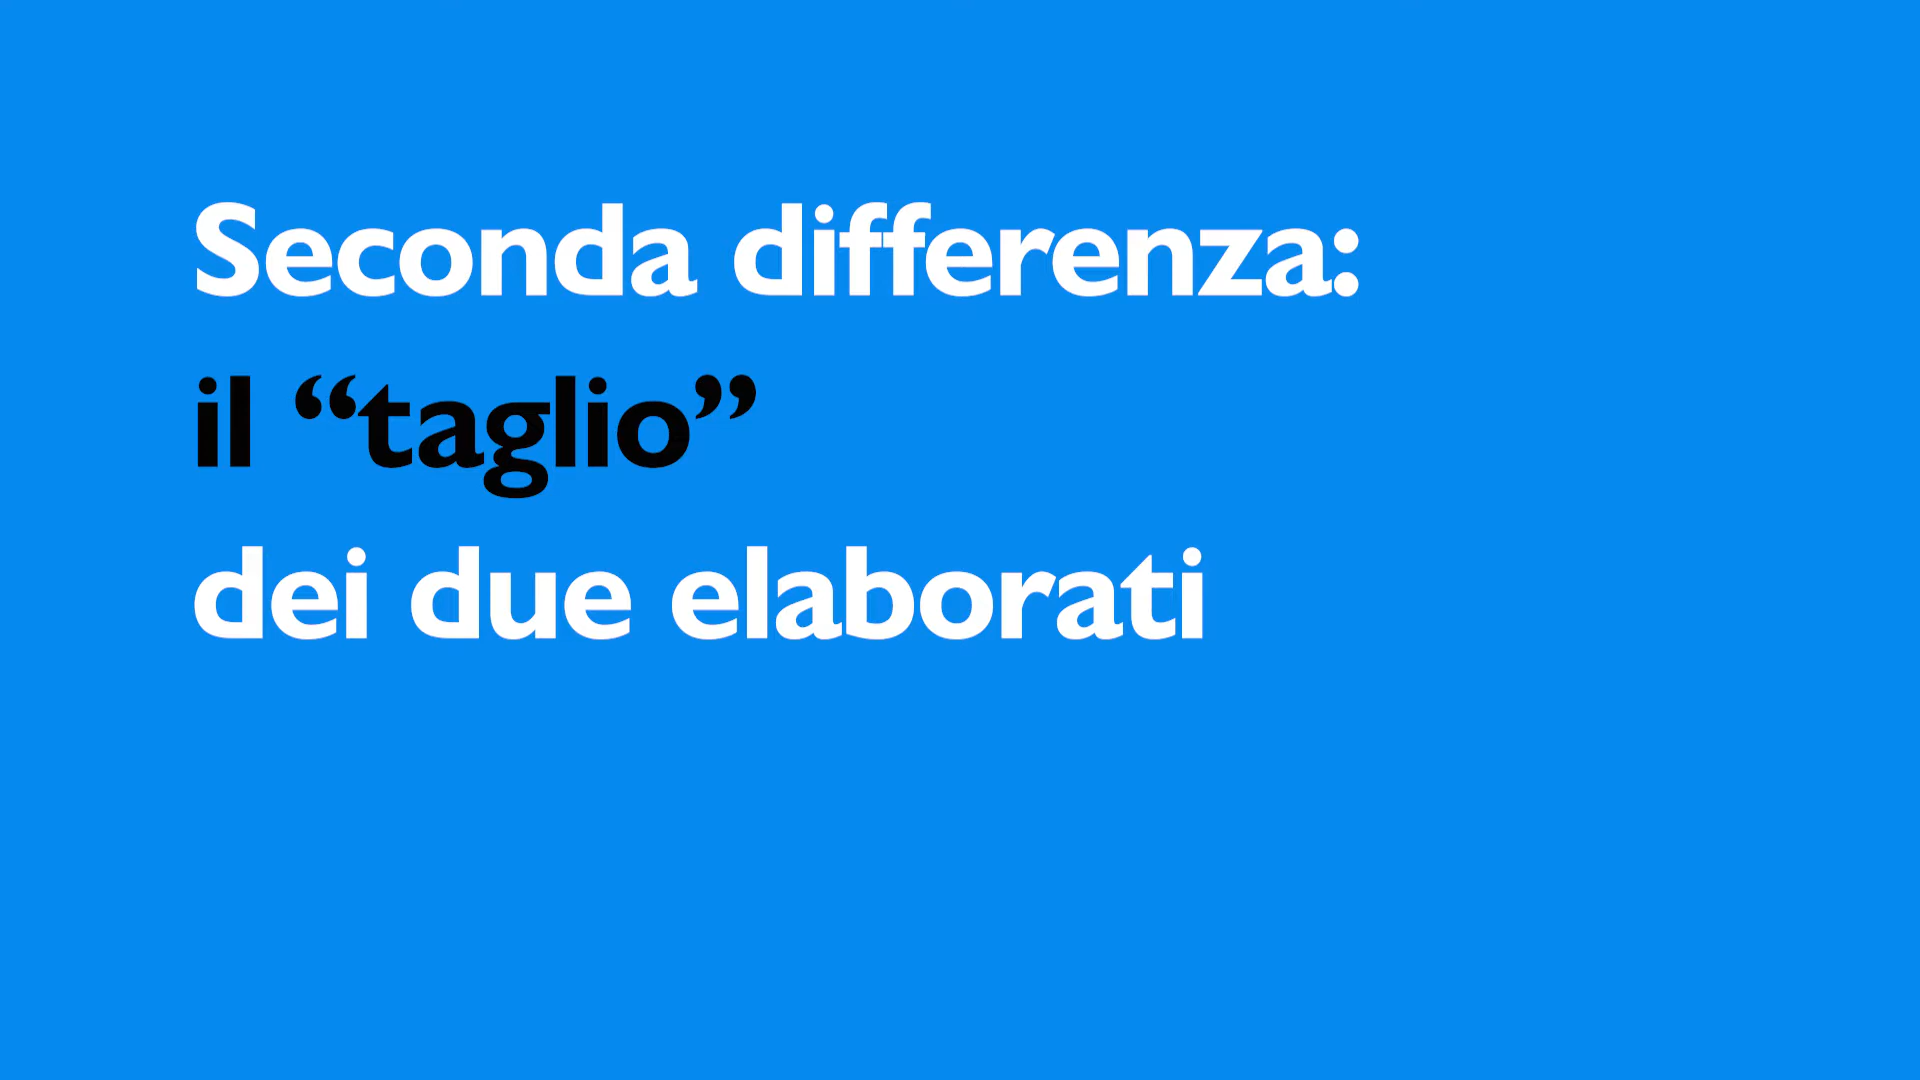 Seconda differenza:
il “taglio”
dei due elaborati